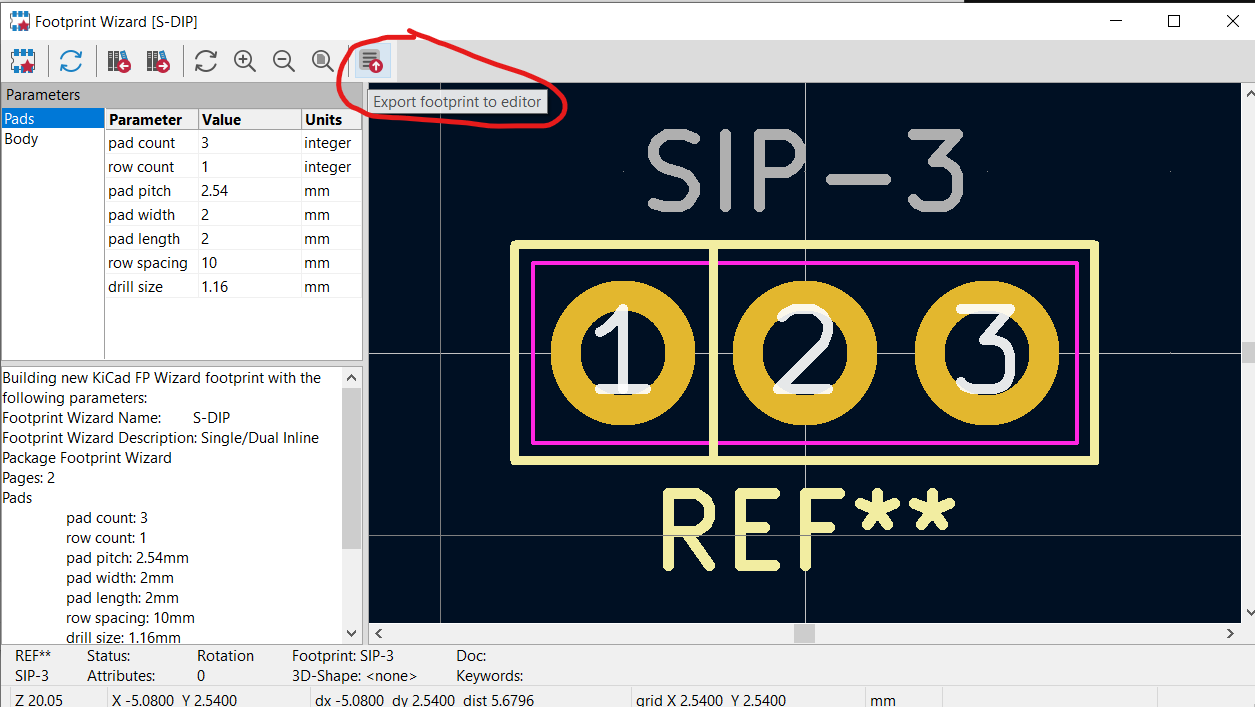 Footprint Wizard [S-DIP]
Export footprint to editor
Parameters
Pads
Body
Parameter Value Units
pad count 3 integer
row count 1 integer
pad pitch 2.54 mm
pad width 2 mm
pad length 2 mm
row spacing 10 mm
drill size 1.16 mm
SIP-3
1 2 3
REF**
Building new KiCad FP Wizard footprint with the
following parameters:
Footprint Wizard Name: S-DIP
Footprint Wizard Description: Single/Dual Inline
Package Footprint Wizard
Pages: 2
Pads
pad count: 3
row count: 1
pad pitch: 2.54mm
pad width: 2mm
pad length: 2mm
row spacing: 10mm
drill size: 1.16mm
REF** Status: Rotation Footprint: SIP-3 Doc:
SIP-3 Attributes: 0 3D-Shape: <none> Keywords:
Z 20.05 X -5.0800 Y 2.5400 dx -5.0800 dy 2.5400 dist 5.6796 grid X 2.5400 Y 2.5400 mm